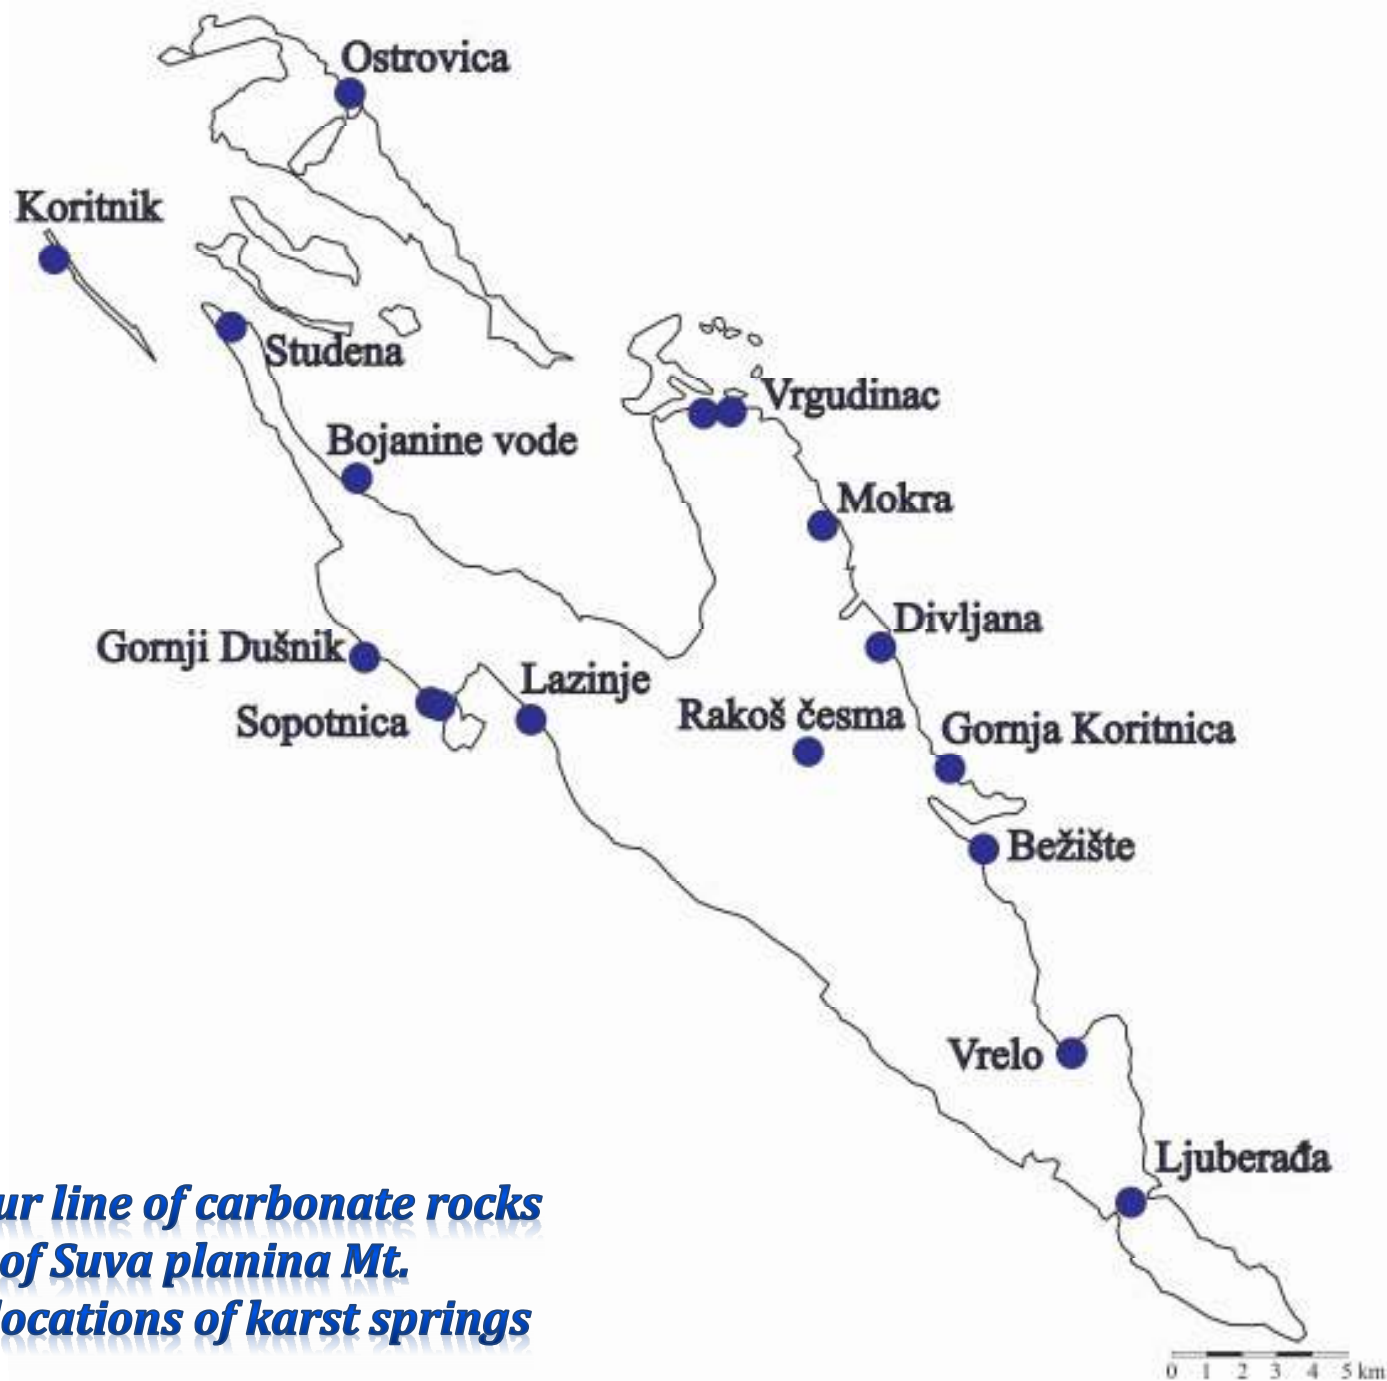 Ostrovica
Koritnik
Studena
Vrgudinac
Bojanine vode
Mokra
Divljana
Gornji Dušnik
Lazinje
Sopotnica
Rakoš česma
Gornja Koritnica
Bežište
Vrelo
Ljuberađa
line of carbonate rocks
of Suva planina Mt.
locations of karst springs
0 1 2 3 4 5 km